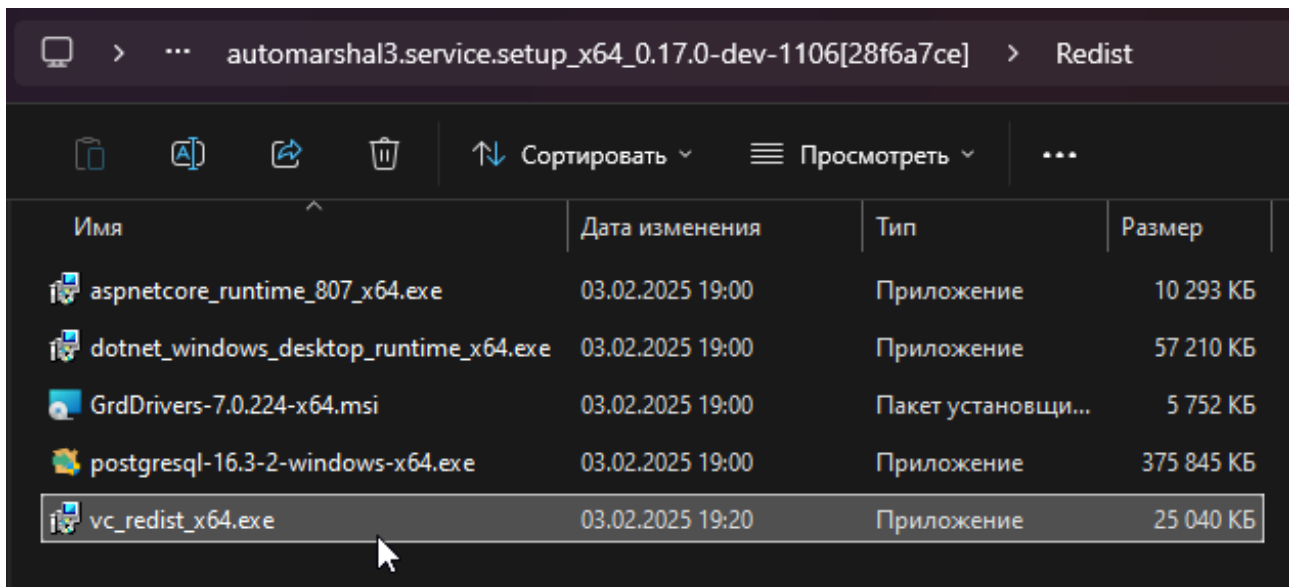 automarshal3.service.setup_x64_0.17.0-dev-1106[28f6a7ce] > Redist
Сортировать Просмотреть
Имя Дата изменения Тип Размер
aspnetcore_runtime_807_x64.exe 03.02.2025 19:00 Приложение 10 293 КБ
dotnet_windows_desktop_runtime_x64.exe 03.02.2025 19:00 Приложение 57 210 КБ
GrdDrivers-7.0.224-x64.msi 03.02.2025 19:00 Пакет установщи... 5 752 КБ
postgresql-16.3-2-windows-x64.exe 03.02.2025 19:00 Приложение 375 845 КБ
vc_redist_x64.exe 03.02.2025 19:20 Приложение 25 040 КБ